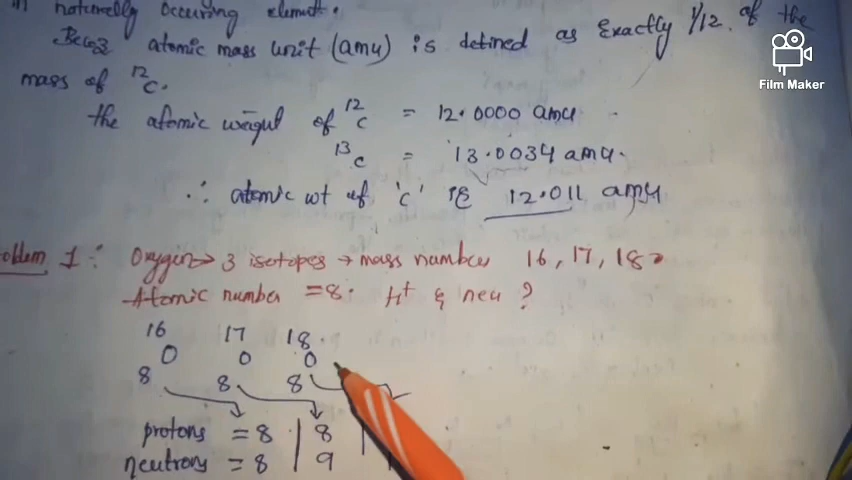 in naturally occuring element.
Becoz atomic mass unit (amu) is defined as Exactly 1/12 of the
mass of 12C.
the atomic weight of 12C = 12.0000 amu
13C = 13.0034 amu.
∴ atomic wt of 'C' is 12.011 amu
Problem 1: Oxygen → 3 isotopes → mass number 16, 17, 18
Atomic number = 8. H+ & neu ?
16 17 18
O O O
8 8 8
protons = 8 | 8 |
neutrons = 8 | 9
Film Maker